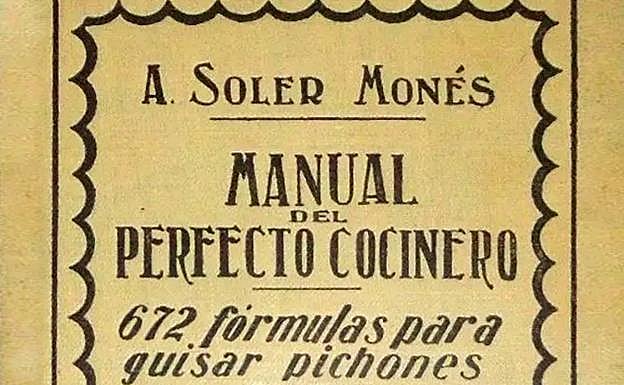 A. SOLER MONÉS
MANUAL
DEL
PERFECTO COCINERO
672 fórmulas para
guisar pichones